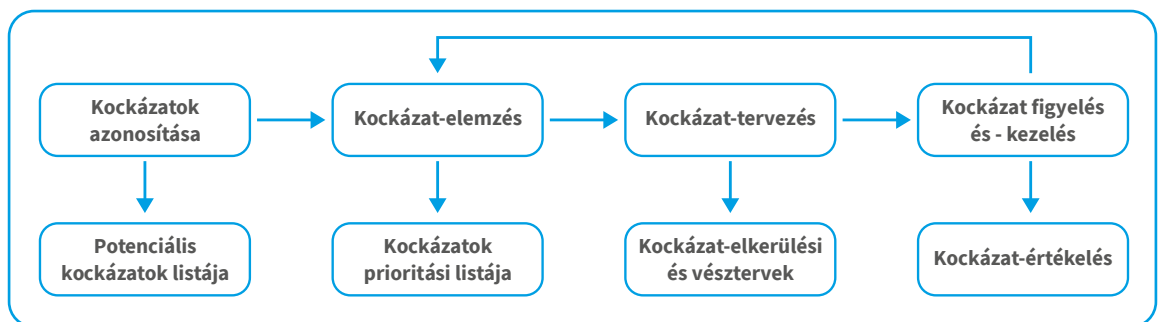 Kockázatok
azonosítása
Kockázat-elemzés
Kockázat-tervezés
Kockázat figyelés
és - kezelés
Potenciális
kockázatok listája
Kockázatok
prioritási listája
Kockázat-elkerülési
és vésztervek
Kockázat-értékelés